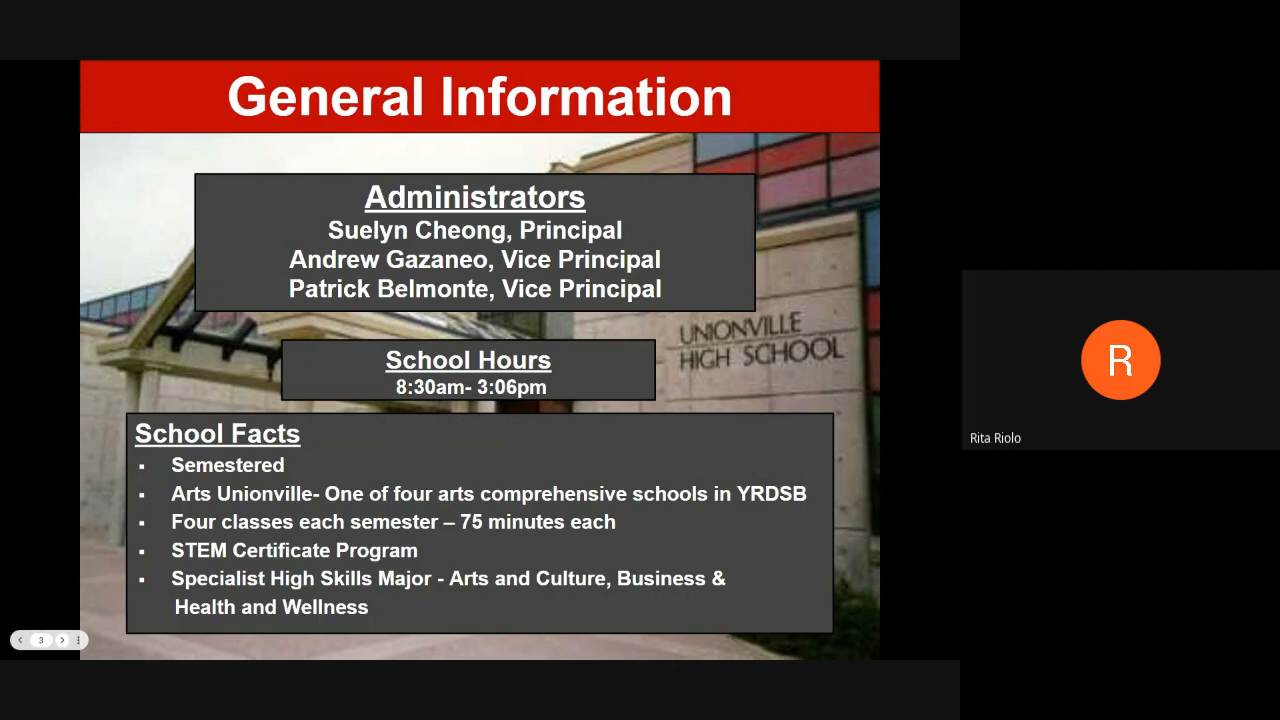 General Information
Administrators
Suelyn Cheong, Principal
Andrew Gazaneo, Vice Principal
Patrick Belmonte, Vice Principal
UNIONVILLE
HIGH SCHOOL
School Hours
8:30am- 3:06pm
School Facts
▪ Semestered
▪ Arts Unionville- One of four arts comprehensive schools in YRDSB
▪ Four classes each semester – 75 minutes each
▪ STEM Certificate Program
▪ Specialist High Skills Major - Arts and Culture, Business &
Health and Wellness
3
R
Rita Riolo